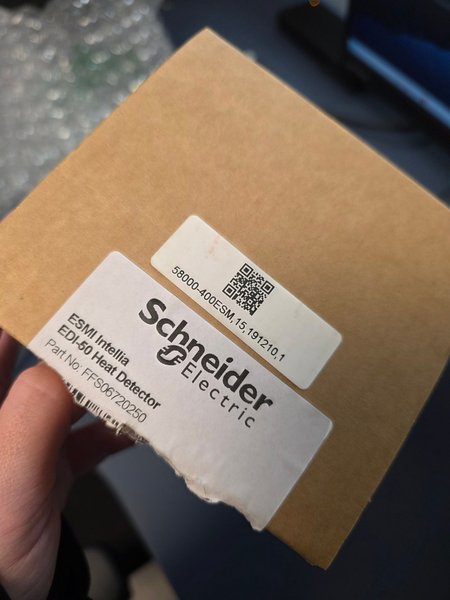 58000-400ESM,15,191210,1
Schneider
Electric
ESMI Intellia
EDI-50 Heat Detector
Part No: FFS06720250